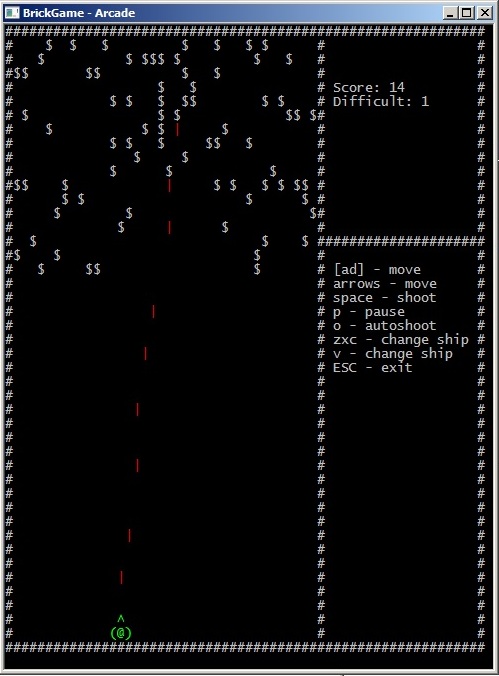 BrickGame - Arcade
Score: 14
Difficult: 1
[ad] - move
arrows - move
space - shoot
p - pause
o - autoshoot
zxc - change ship
v - change ship
ESC - exit
^
(@)